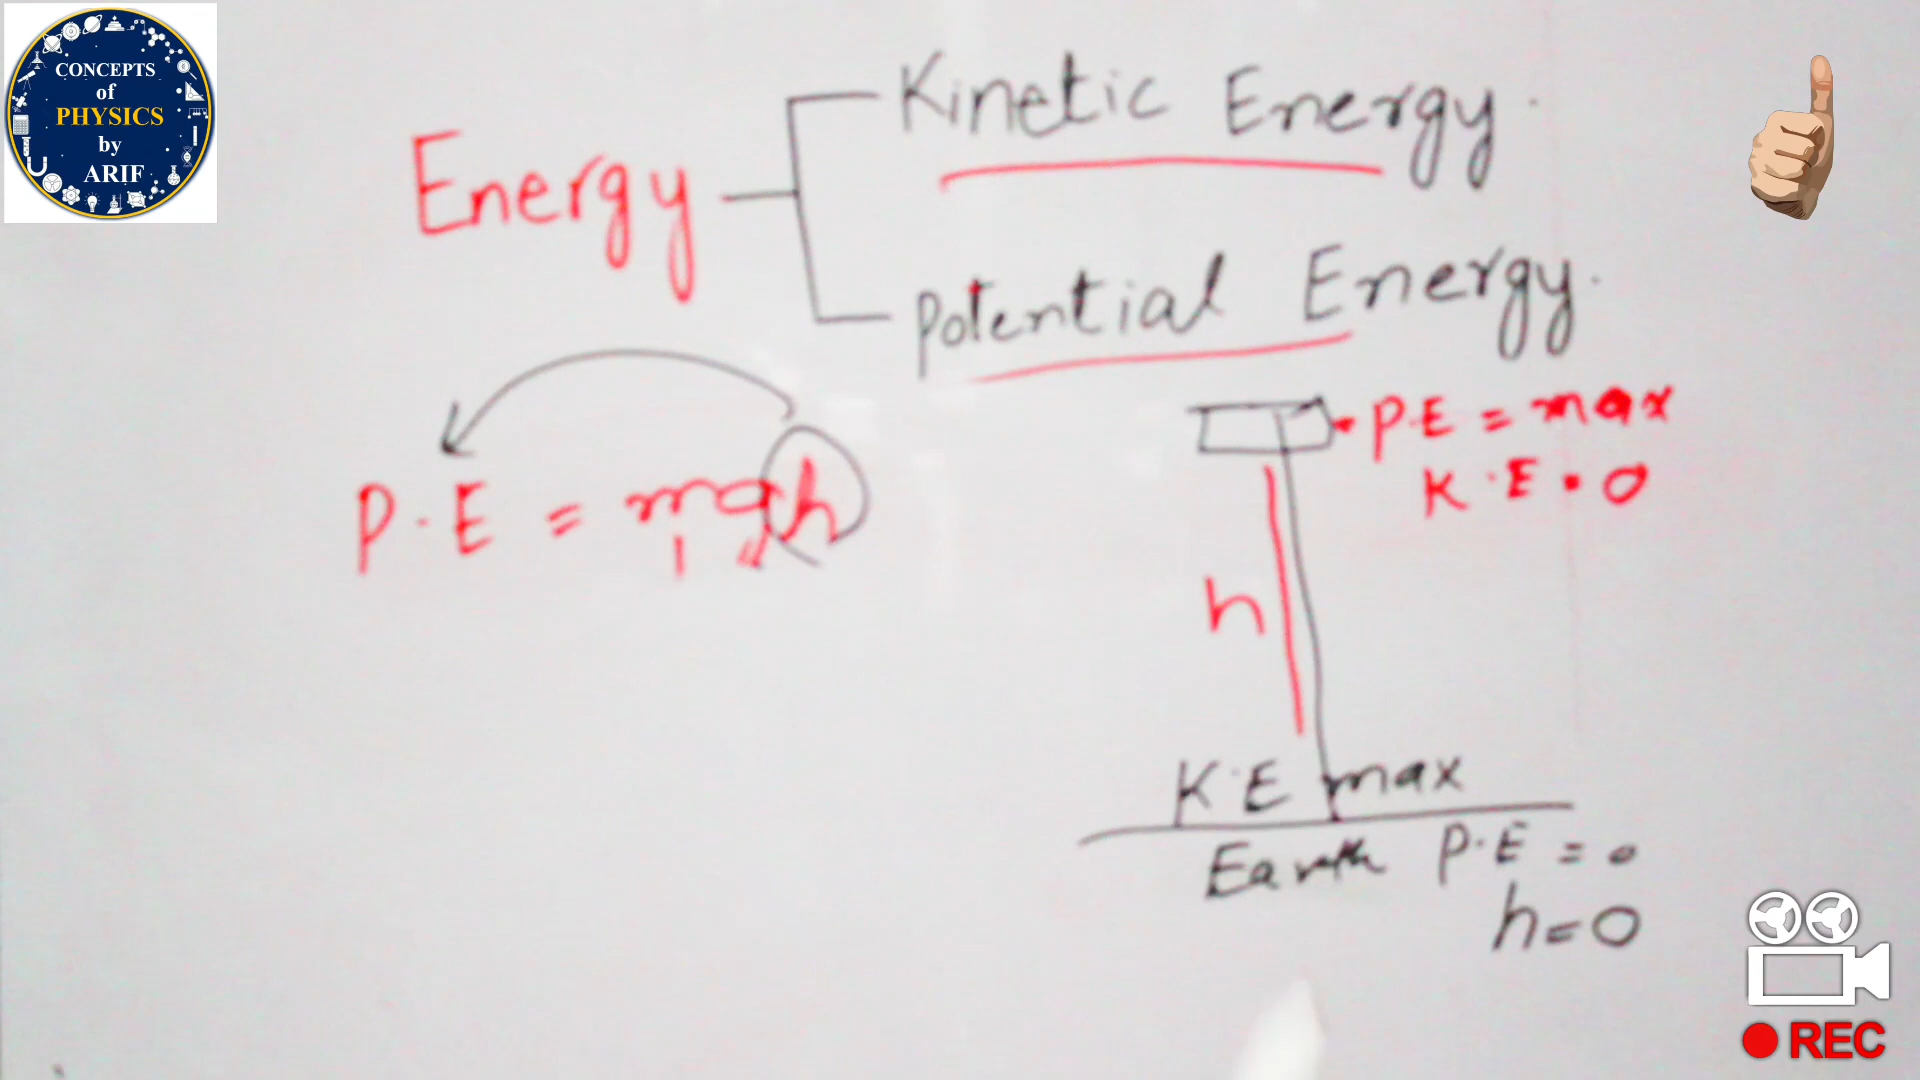 CONCEPTS
of
PHYSICS
by
ARIF
Energy
Kinetic Energy.
Potential Energy.
P.E = mgh
P.E = max
K.E = 0
h
K.E max
Earth P.E = 0
h = 0
REC